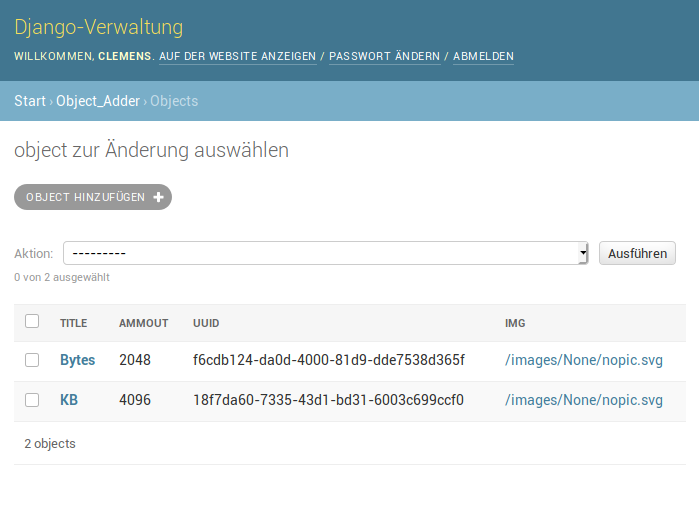 Django-Verwaltung
WILLKOMMEN, CLEMENS. AUF DER WEBSITE ANZEIGEN / PASSWORT ÄNDERN / ABMELDEN
Start › Object_Adder › Objects
object zur Änderung auswählen
OBJECT HINZUFÜGEN +
Aktion: --------- Ausführen
0 von 2 ausgewählt
TITLE AMMOUT UUID IMG
Bytes 2048 f6cdb124-da0d-4000-81d9-dde7538d365f /images/None/nopic.svg
KB 4096 18f7da60-7335-43d1-bd31-6003c699ccf0 /images/None/nopic.svg
2 objects